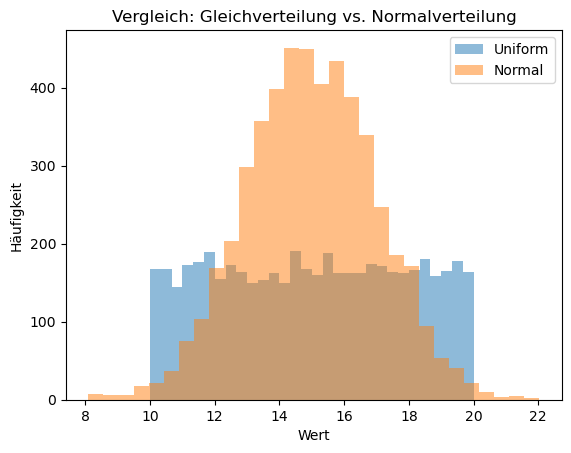 Vergleich: Gleichverteilung vs. Normalverteilung
Uniform
Normal
Häufigkeit
400
300
200
100
0
8 10 12 14 16 18 20 22
Wert